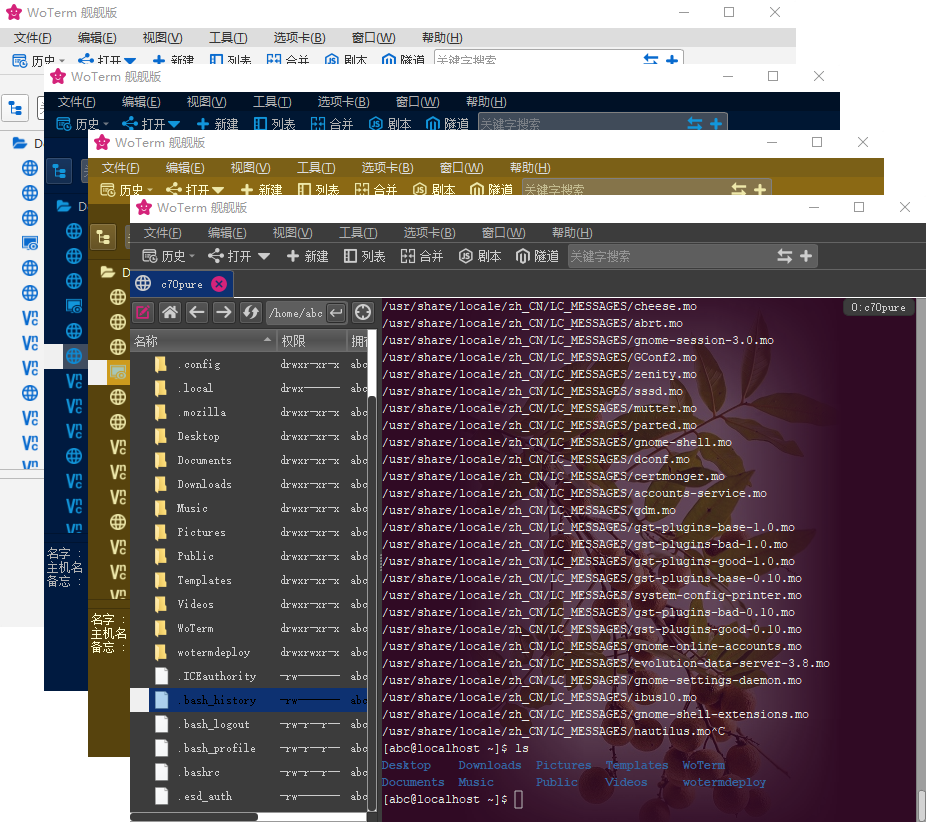 WoTerm 舰舰版
文件(F) 编辑(E) 视图(V) 工具(T) 选项卡(B) 窗口(W) 帮助(H)
历史 打开 新建 列表 合并 剧本 隧道 关键字搜索
WoTerm 舰舰版
文件(F) 编辑(E) 视图(V) 工具(T) 选项卡(B) 窗口(W) 帮助(H)
历史 打开 新建 列表 合并 剧本 隧道 关键字搜索
名字 :
主机名
备忘 :
WoTerm 舰舰版
文件(F) 编辑(E) 视图(V) 工具(T) 选项卡(B) 窗口(W) 帮助(H)
历史 打开 新建 列表 合并 剧本 隧道 关键字搜索
名字 :
主机名
备忘 :
WoTerm 舰舰版
文件(F) 编辑(E) 视图(V) 工具(T) 选项卡(B) 窗口(W) 帮助(H)
历史 打开 新建 列表 合并 剧本 隧道 关键字搜索
c70pure
/home/abc
名称 权限 拥有
.config drwxr-xr-x abc
.local drwx------ abc
.mozilla drwxr-xr-x abc
Desktop drwxr-xr-x abc
Documents drwxr-xr-x abc
Downloads drwxr-xr-x abc
Music drwxr-xr-x abc
Pictures drwxr-xr-x abc
Public drwxr-xr-x abc
Templates drwxr-xr-x abc
Videos drwxr-xr-x abc
WoTerm drwxr-xr-x abc
wotermdeploy drwxrwxr-x abc
.ICEauthority -rw------- abc
.bash_history -rw------- abc
.bash_logout -rw-r--r-- abc
.bash_profile -rw-r--r-- abc
.bashrc -rw-r--r-- abc
.esd_auth -rw------- abc
0:c70pure
/usr/share/locale/zh_CN/LC_MESSAGES/cheese.mo
/usr/share/locale/zh_CN/LC_MESSAGES/abrt.mo
/usr/share/locale/zh_CN/LC_MESSAGES/gnome-session-3.0.mo
/usr/share/locale/zh_CN/LC_MESSAGES/GConf2.mo
/usr/share/locale/zh_CN/LC_MESSAGES/zenity.mo
/usr/share/locale/zh_CN/LC_MESSAGES/sssd.mo
/usr/share/locale/zh_CN/LC_MESSAGES/mutter.mo
/usr/share/locale/zh_CN/LC_MESSAGES/parted.mo
/usr/share/locale/zh_CN/LC_MESSAGES/gnome-shell.mo
/usr/share/locale/zh_CN/LC_MESSAGES/dconf.mo
/usr/share/locale/zh_CN/LC_MESSAGES/certmonger.mo
/usr/share/locale/zh_CN/LC_MESSAGES/accounts-service.mo
/usr/share/locale/zh_CN/LC_MESSAGES/gdm.mo
/usr/share/locale/zh_CN/LC_MESSAGES/gst-plugins-base-1.0.mo
/usr/share/locale/zh_CN/LC_MESSAGES/gst-plugins-bad-1.0.mo
/usr/share/locale/zh_CN/LC_MESSAGES/gst-plugins-good-1.0.mo
/usr/share/locale/zh_CN/LC_MESSAGES/gst-plugins-base-0.10.mo
/usr/share/locale/zh_CN/LC_MESSAGES/system-config-printer.mo
/usr/share/locale/zh_CN/LC_MESSAGES/gst-plugins-bad-0.10.mo
/usr/share/locale/zh_CN/LC_MESSAGES/gst-plugins-good-0.10.mo
/usr/share/locale/zh_CN/LC_MESSAGES/gnome-online-accounts.mo
/usr/share/locale/zh_CN/LC_MESSAGES/evolution-data-server-3.8.mo
/usr/share/locale/zh_CN/LC_MESSAGES/gnome-settings-daemon.mo
/usr/share/locale/zh_CN/LC_MESSAGES/ibus10.mo
/usr/share/locale/zh_CN/LC_MESSAGES/gnome-shell-extensions.mo
/usr/share/locale/zh_CN/LC_MESSAGES/nautilus.mo^C
[abc@localhost ~]$ ls
Desktop Downloads Pictures Templates WoTerm
Documents Music Public Videos wotermdeploy
[abc@localhost ~]$